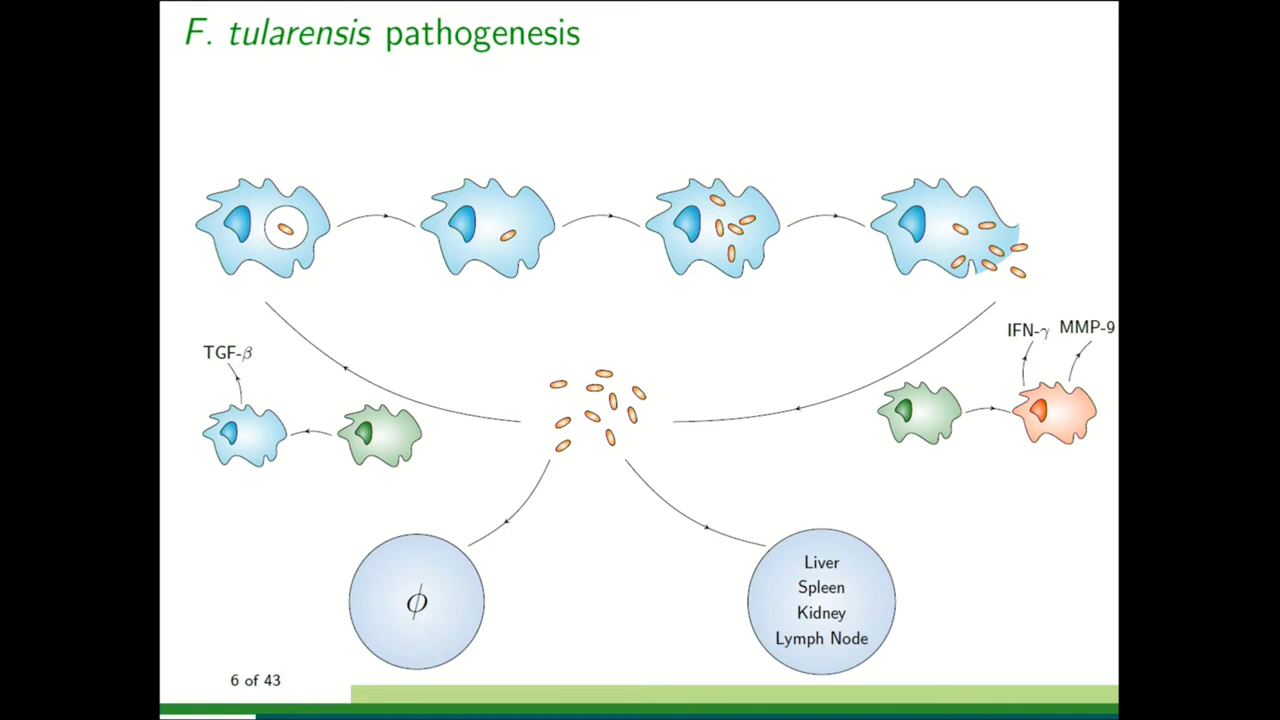 F. tularensis pathogenesis
IFN-γ MMP-9
TGF-β
ϕ
Liver
Spleen
Kidney
Lymph Node
6 of 43